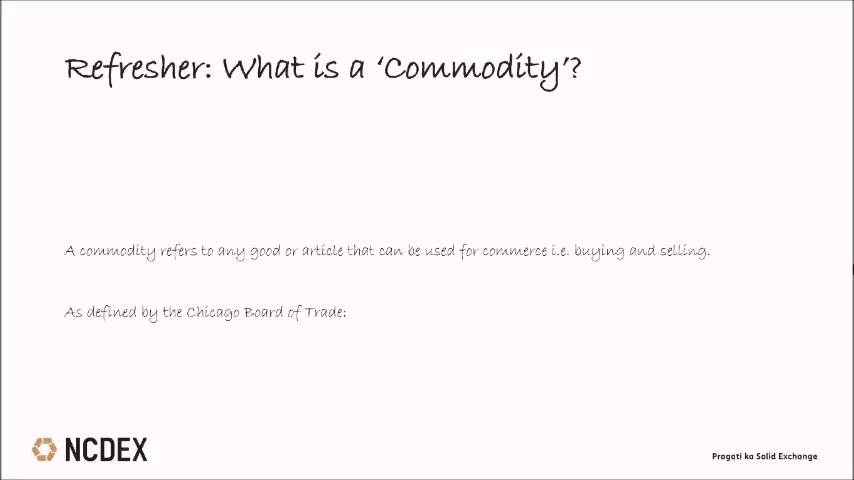 Refresher: What is a ‘Commodity’?
A commodity refers to any good or article that can be used for commerce i.e. buying and selling.
As defined by the Chicago Board of Trade:
NCDEX
Pragati ka Solid Exchange